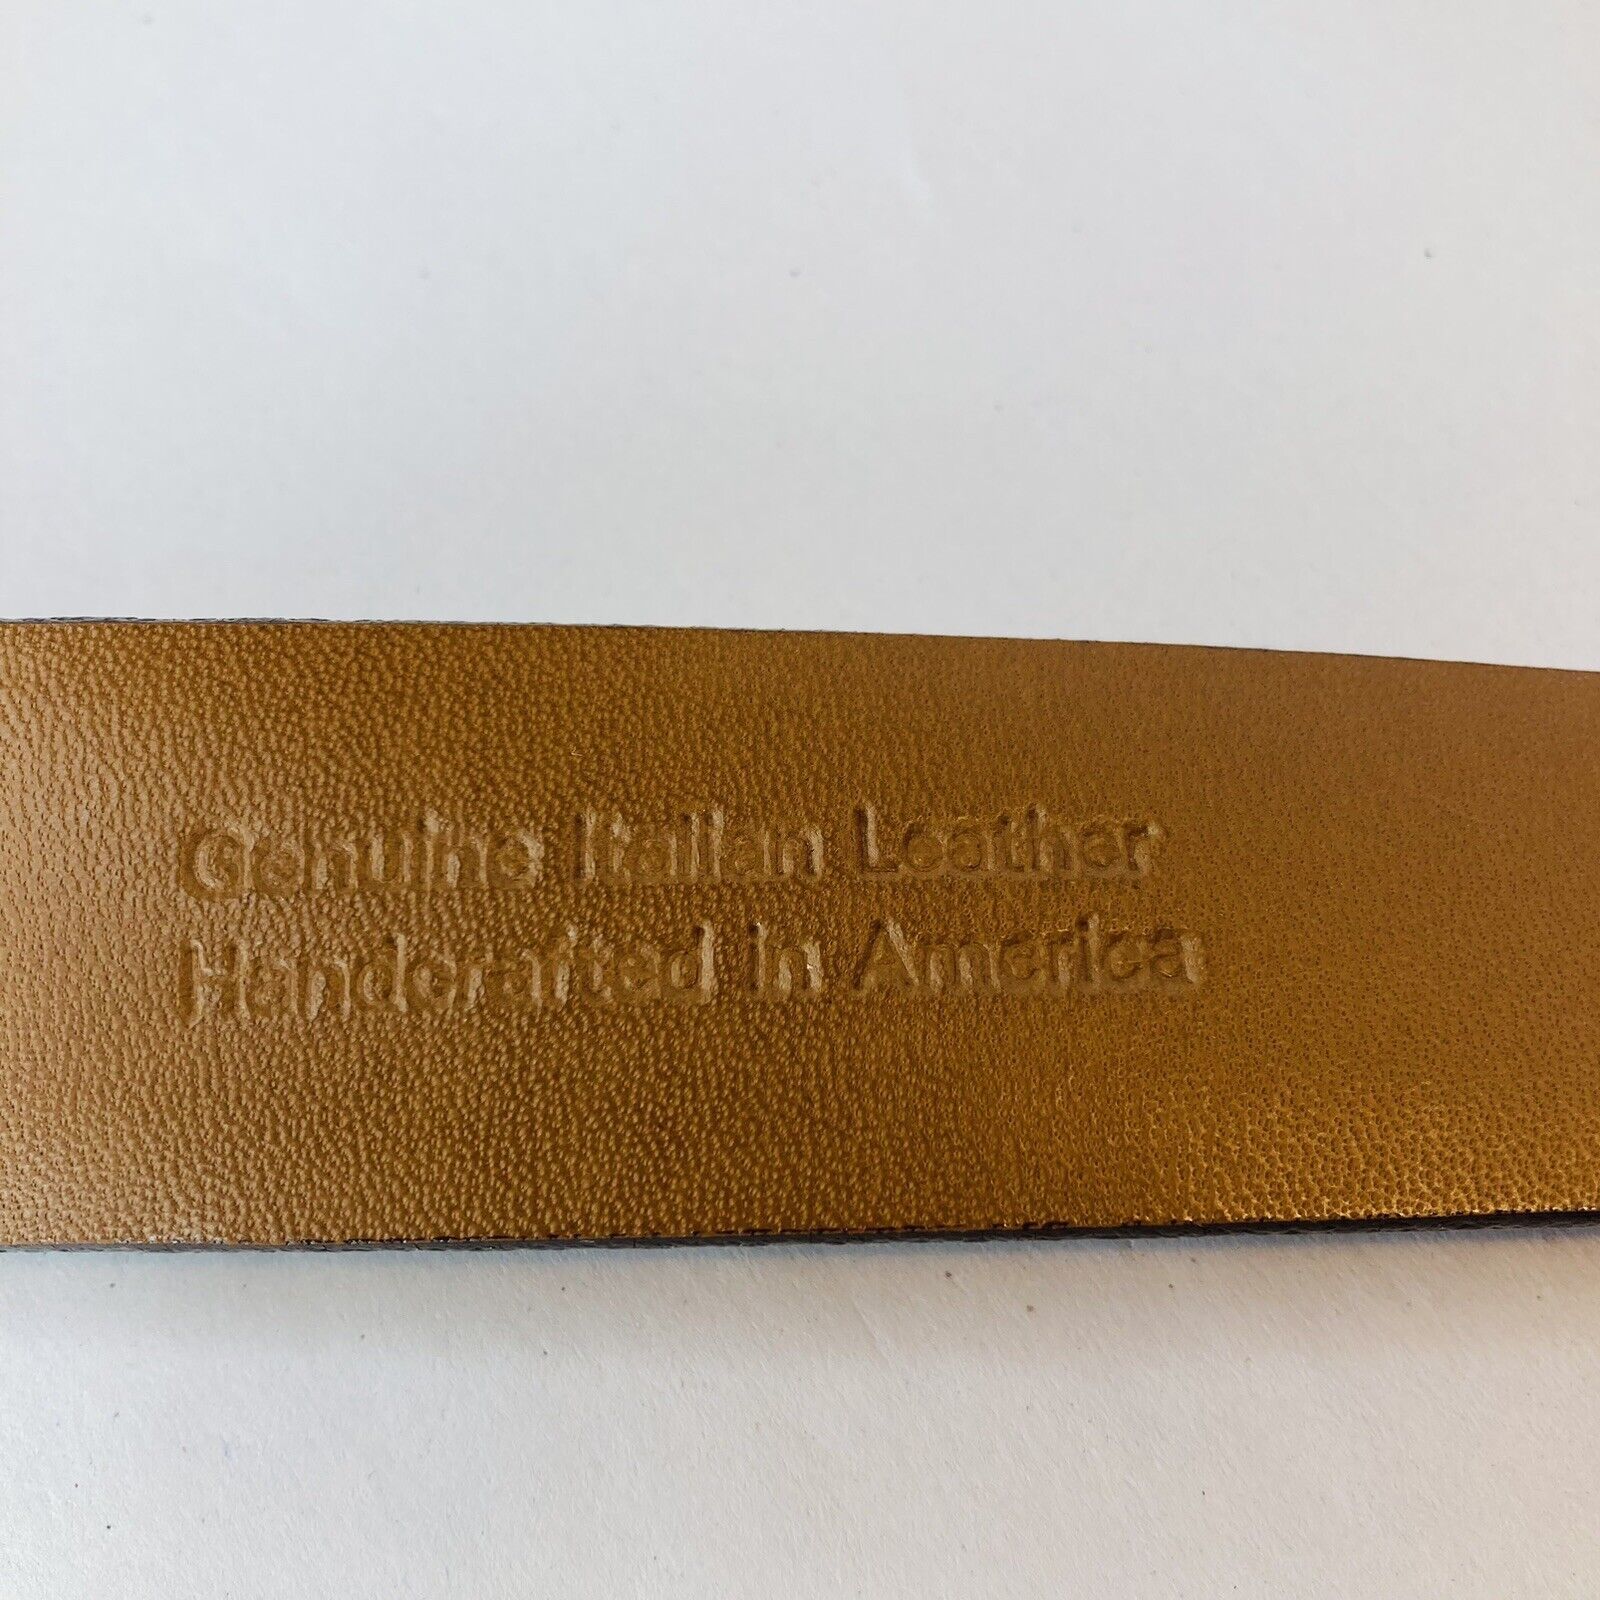 Genuine Italian Leather
Handcrafted in America